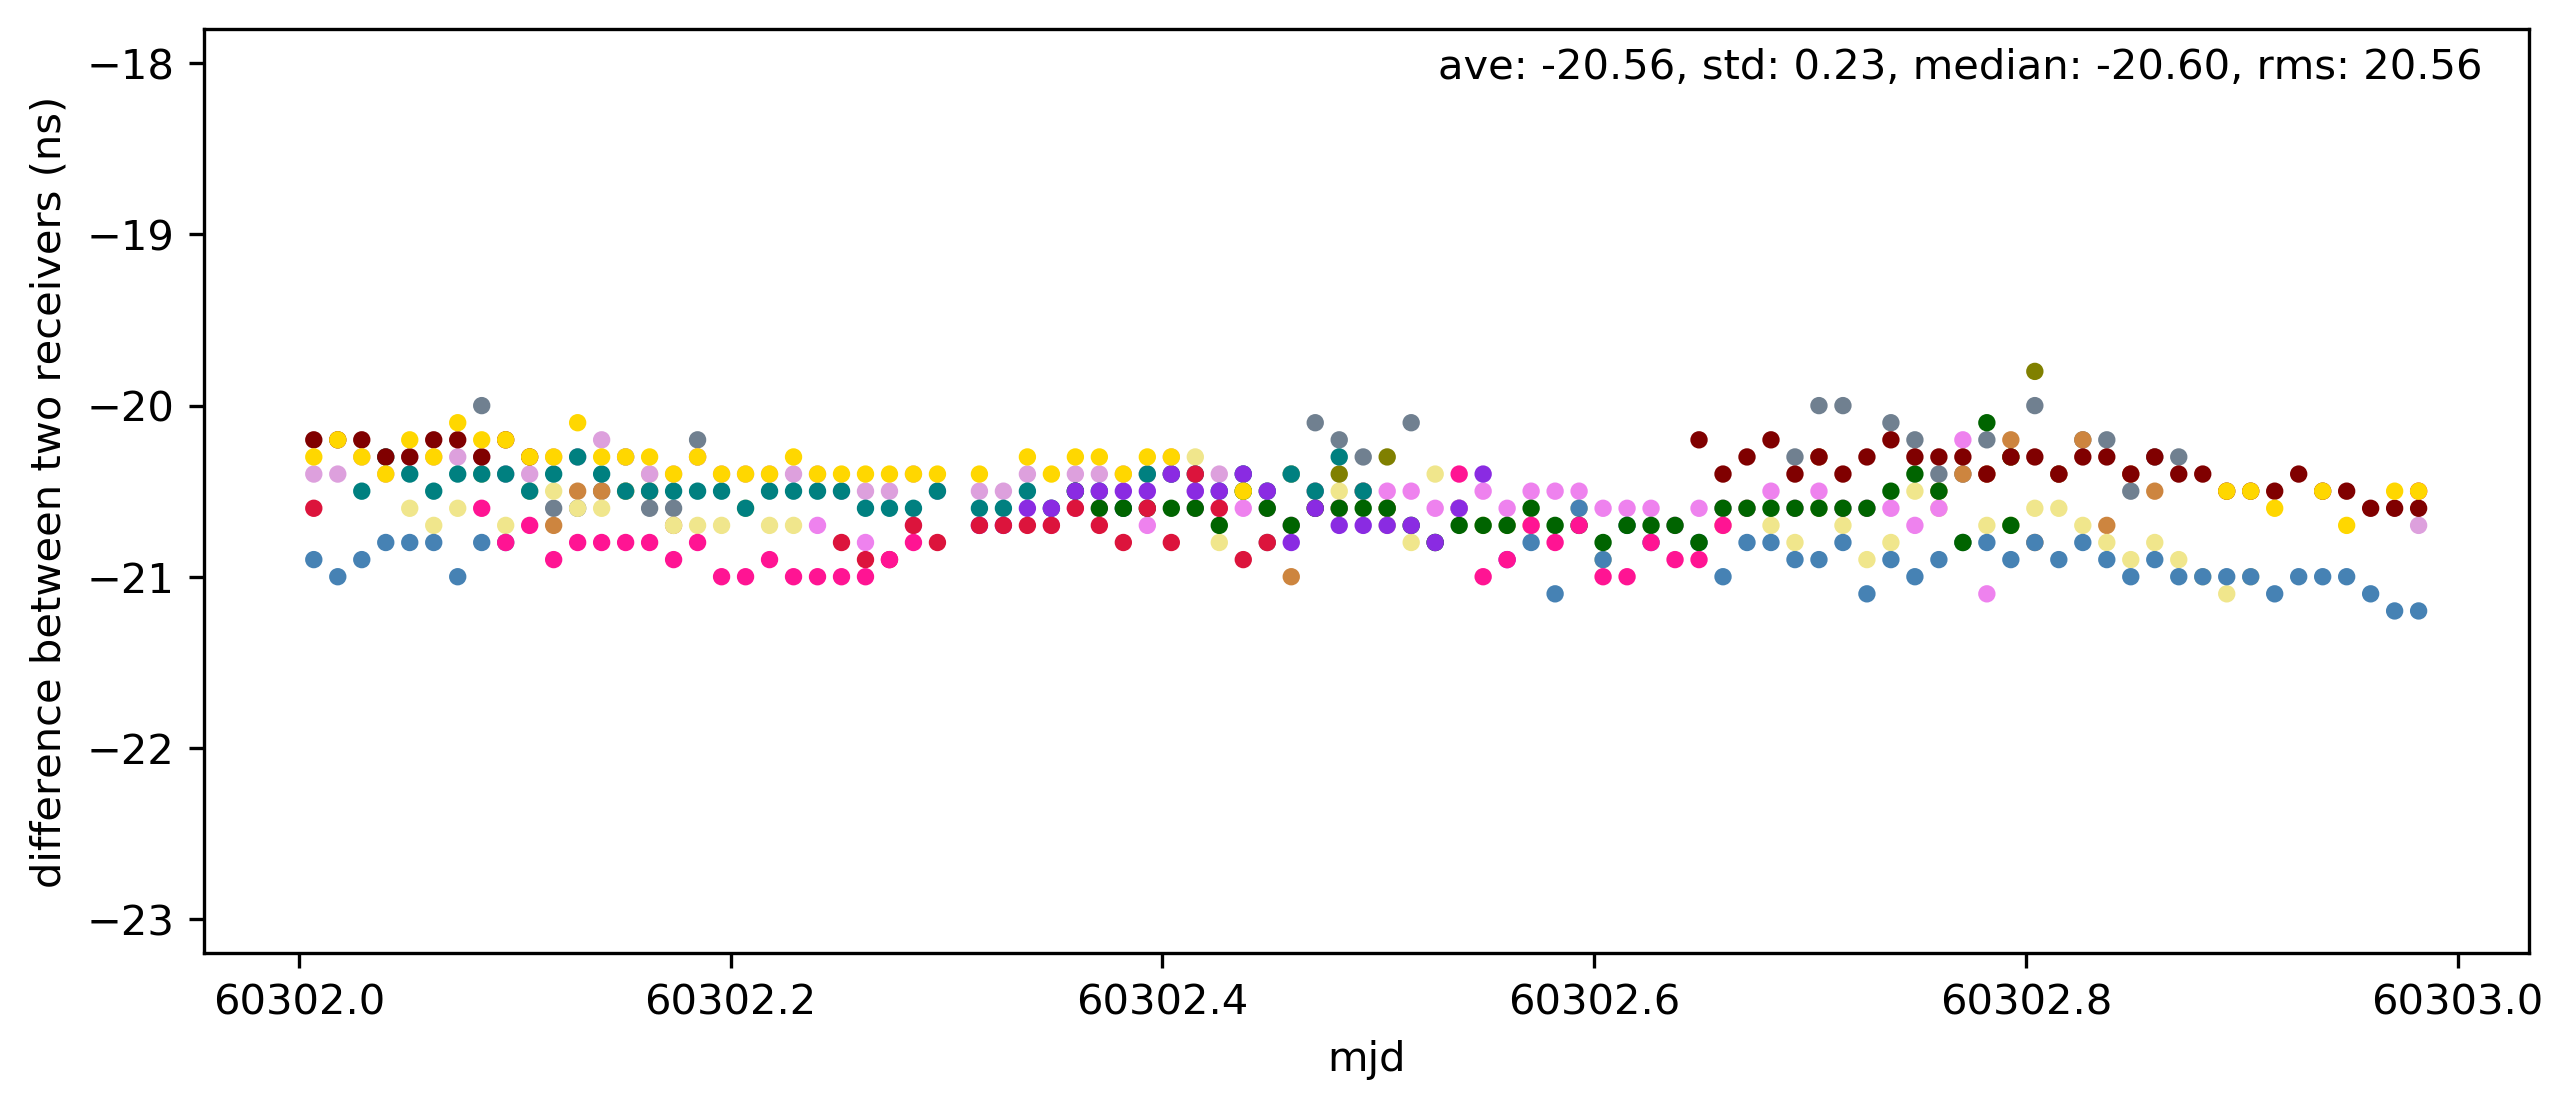 ave: -20.56, std: 0.23, median: -20.60, rms: 20.56
difference between two receivers (ns)
−18
−19
−20
−21
−22
−23
60302.0 60302.2 60302.4 60302.6 60302.8 60303.0
mjd